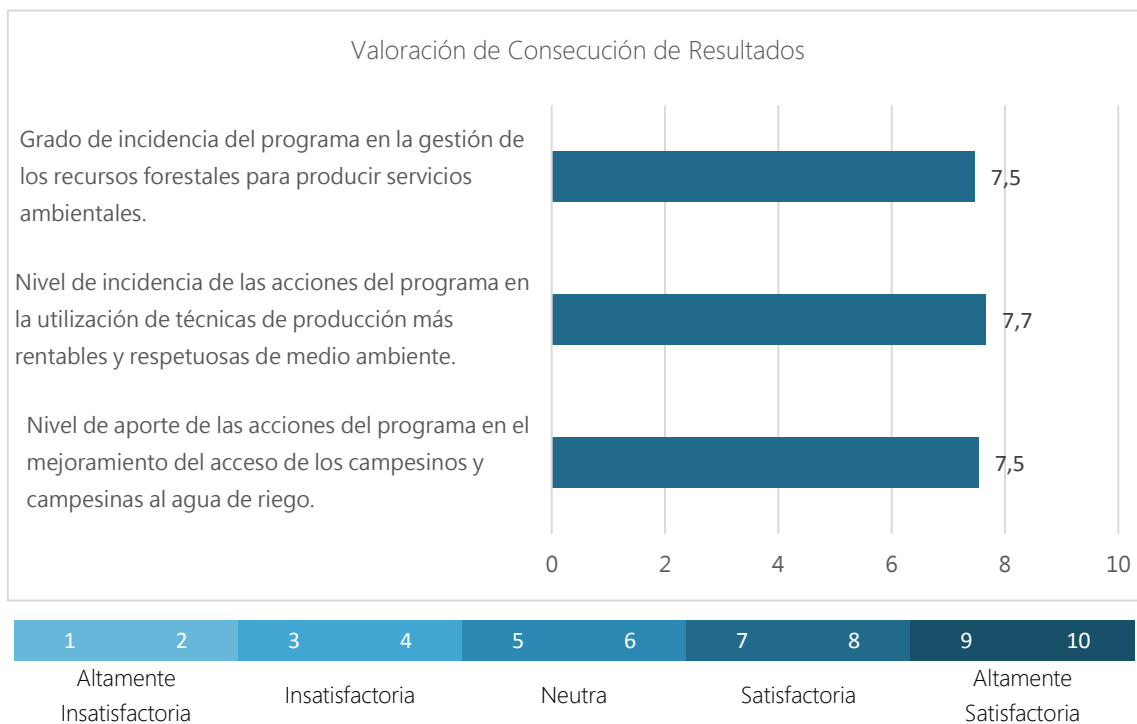 Valoración de Consecución de Resultados
Grado de incidencia del programa en la gestión de
los recursos forestales para producir servicios
ambientales.
7,5
Nivel de incidencia de las acciones del programa en
la utilización de técnicas de producción más
rentables y respetuosas de medio ambiente.
7,7
Nivel de aporte de las acciones del programa en el
mejoramiento del acceso de los campesinos y
campesinas al agua de riego.
7,5
0 2 4 6 8 10
1 2 3 4 5 6 7 8 9 10
Altamente
Insatisfactoria
Insatisfactoria
Neutra
Satisfactoria
Altamente
Satisfactoria